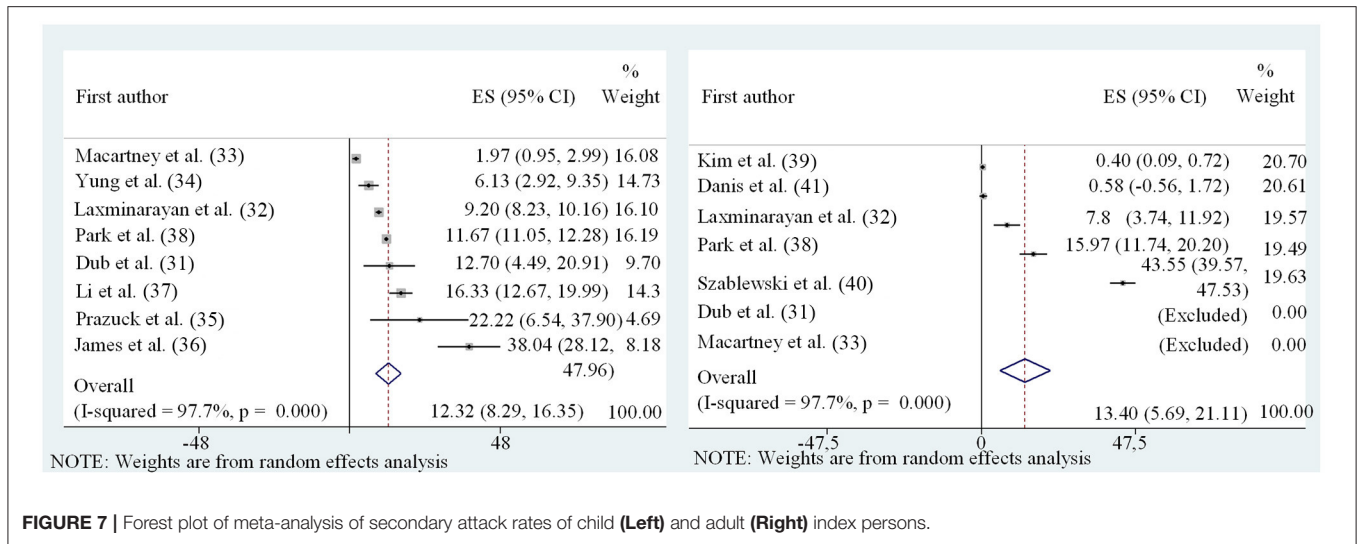 %
First author ES (95% CI) Weight
Macartney et al. (33) 1.97 (0.95, 2.99) 16.08
Yung et al. (34) 6.13 (2.92, 9.35) 14.73
Laxminarayan et al. (32) 9.20 (8.23, 10.16) 16.10
Park et al. (38) 11.67 (11.05, 12.28) 16.19
Dub et al. (31) 12.70 (4.49, 20.91) 9.70
Li et al. (37) 16.33 (12.67, 19.99) 14.3
Prazuck et al. (35) 22.22 (6.54, 37.90) 4.69
James et al. (36) 38.04 (28.12, 8.18
47.96)
Overall
(I-squared = 97.7%, p = 0.000) 12.32 (8.29, 16.35) 100.00
-48 48
NOTE: Weights are from random effects analysis
%
First author ES (95% CI) Weight
Kim et al. (39) 0.40 (0.09, 0.72) 20.70
Danis et al. (41) 0.58 (-0.56, 1.72) 20.61
Laxminarayan et al. (32) 7.8 (3.74, 11.92) 19.57
Park et al. (38) 15.97 (11.74, 20.20) 19.49
43.55 (39.57,
Szablewski et al. (40) 47.53) 19.63
Dub et al. (31) (Excluded) 0.00
Macartney et al. (33) (Excluded) 0.00
Overall
(I-squared = 97.7%, p = 0.000) 13.40 (5.69, 21.11) 100.00
-47,5 0 47,5
NOTE: Weights are from random effects analysis
FIGURE 7 | Forest plot of meta-analysis of secondary attack rates of child (Left) and adult (Right) index persons.